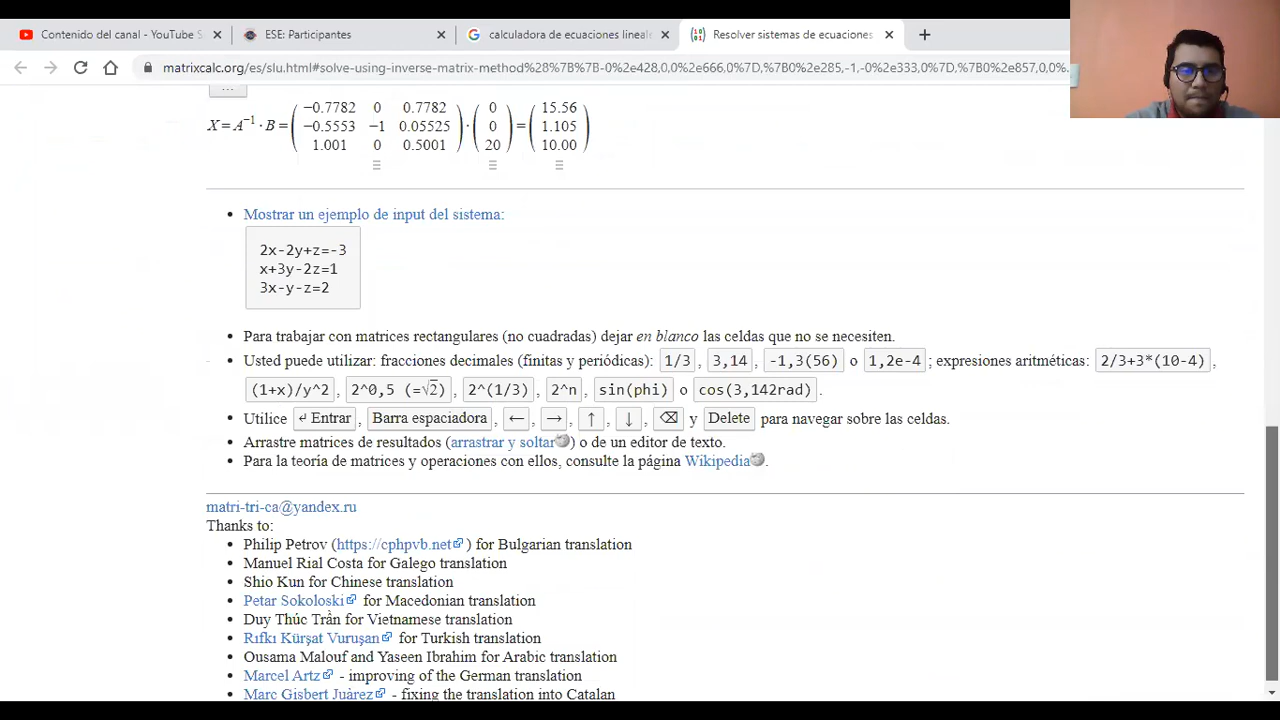 Contenido del canal - YouTube S
ESE: Participantes
calculadora de ecuaciones lineale
Resolver sistemas de ecuaciones
matrixcalc.org/es/slu.html#solve-using-inverse-matrix-method%28%7B%7B-0%2e428,0,0%2e666,0%7D,%7B0%2e285,-1,-0%2e333,0%7D,%7B0%2e857,0,0%
...
−0.7782 0 0.7782 0 15.56
X = A⁻¹ · B = −0.5553 −1 0.05525 · 0 = 1.105
1.001 0 0.5001 20 10.00
Mostrar un ejemplo de input del sistema:
2x-2y+z=-3
x+3y-2z=1
3x-y-z=2
Para trabajar con matrices rectangulares (no cuadradas) dejar en blanco las celdas que no se necesiten.
Usted puede utilizar: fracciones decimales (finitas y periódicas): 1/3 , 3,14 , -1,3(56) o 1,2e-4 ; expresiones aritméticas: 2/3+3*(10-4) ,
(1+x)/y^2 , 2^0,5 (=√2) , 2^(1/3) , 2^n , sin(phi) o cos(3,142rad) .
Utilice ↵ Entrar , Barra espaciadora , ← , → , ↑ , ↓ , ⌫ y Delete para navegar sobre las celdas.
Arrastre matrices de resultados (arrastrar y soltar) o de un editor de texto.
Para la teoría de matrices y operaciones con ellos, consulte la página Wikipedia.
matri-tri-ca@yandex.ru
Thanks to:
Philip Petrov (https://cphpvb.net ) for Bulgarian translation
Manuel Rial Costa for Galego translation
Shio Kun for Chinese translation
Petar Sokoloski for Macedonian translation
Duy Thúc Trần for Vietnamese translation
Rıfkı Kürşat Vuruşan for Turkish translation
Ousama Malouf and Yaseen Ibrahim for Arabic translation
Marcel Artz - improving of the German translation
Marc Gisbert Juárez - fixing the translation into Catalan